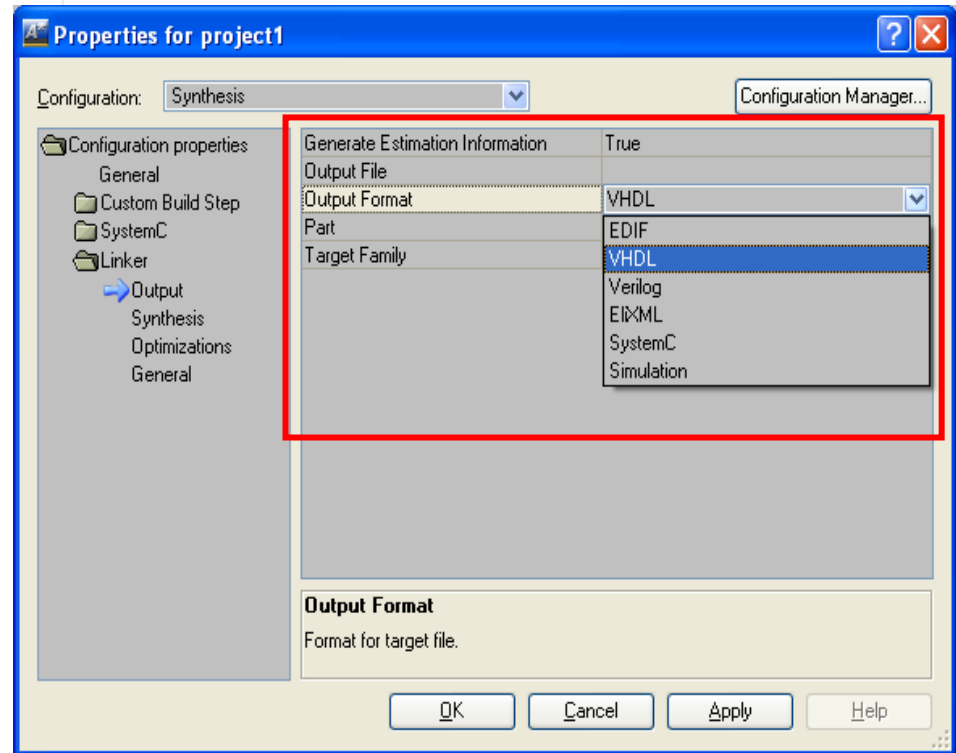 Properties for project1
Configuration: Synthesis Configuration Manager...
Configuration properties
General
Custom Build Step
SystemC
Linker
Output
Synthesis
Optimizations
General
Generate Estimation Information True
Output File
Output Format VHDL
Part
Target Family
EDIF
VHDL
Verilog
EliXML
SystemC
Simulation
Output Format
Format for target file.
OK Cancel Apply Help